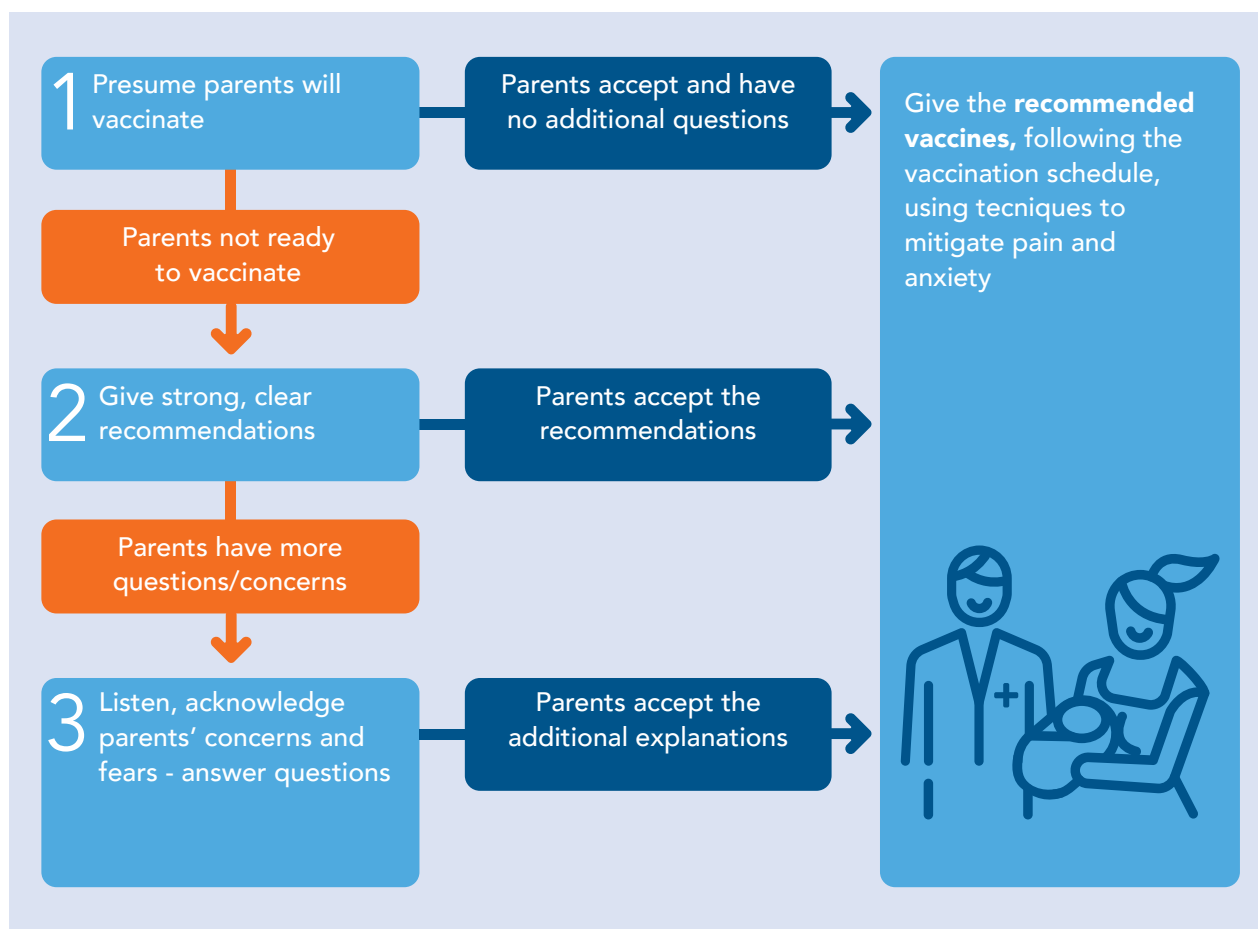 1 Presume parents will
vaccinate
Parents accept and have
no additional questions
Parents not ready
to vaccinate
2 Give strong, clear
recommendations
Parents accept the
recommendations
Parents have more
questions/concerns
3 Listen, acknowledge
parents’ concerns and
fears - answer questions
Parents accept the
additional explanations
Give the recommended
vaccines, following the
vaccination schedule,
using tecniques to
mitigate pain and
anxiety